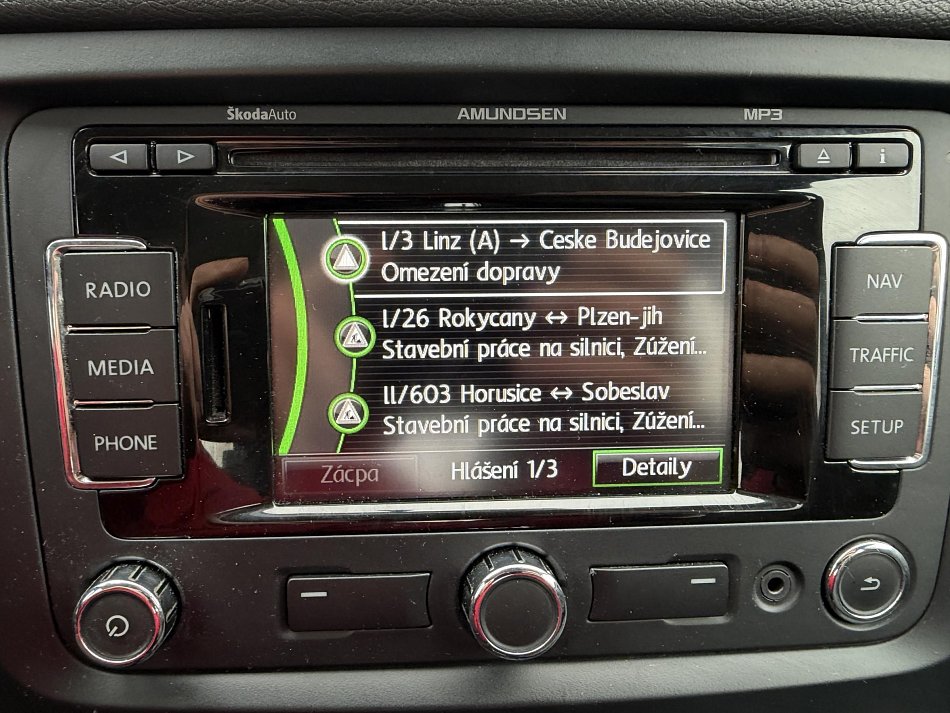 ŠkodaAuto AMUNDSEN MP3
i
RADIO
MEDIA
PHONE
I/3 Linz (A) → Ceske Budejovice
Omezení dopravy
I/26 Rokycany ↔ Plzen-jih
Stavební práce na silnici, Zúžení...
II/603 Horusice ↔ Sobeslav
Stavební práce na silnici, Zúžení...
Zácpa Hlášení 1/3 Detaily
NAV
TRAFFIC
SETUP